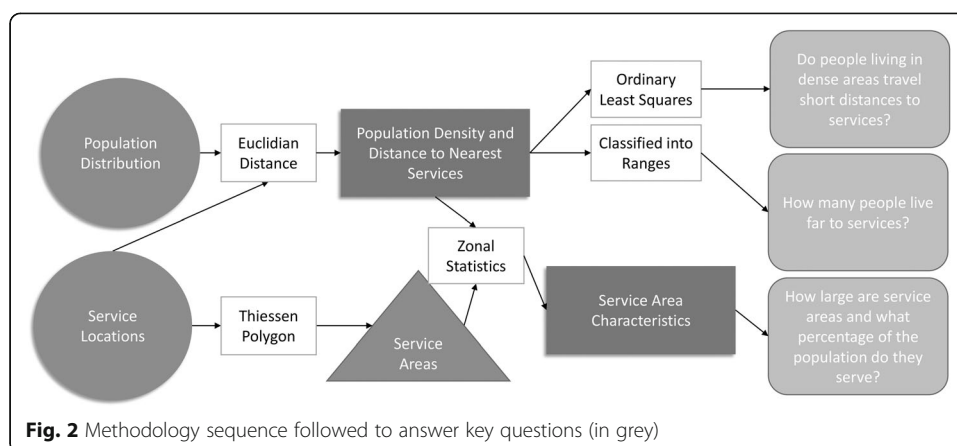 Population
Distribution
Euclidian
Distance
Population Density and
Distance to Nearest
Services
Ordinary
Least Squares
Do people living in
dense areas travel
short distances to
services?
Classified into
Ranges
How many people live
far to services?
Service
Locations
Thiessen
Polygon
Service
Areas
Zonal
Statistics
Service Area
Characteristics
How large are service
areas and what
percentage of the
population do they
serve?
Fig. 2 Methodology sequence followed to answer key questions (in grey)